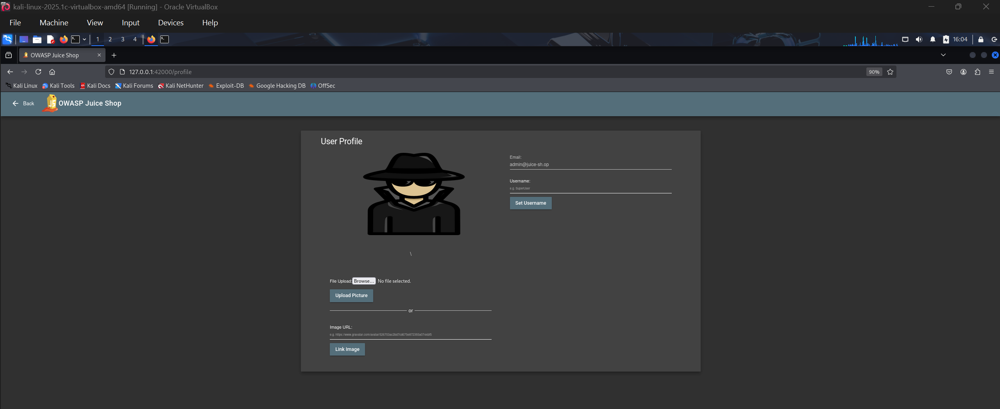 kali-linux-2025.1c-virtualbox-amd64 [Running] - Oracle VirtualBox
File Machine View Input Devices Help
1 2 3 4 16:04
OWASP Juice Shop
127.0.0.1:42000/profile 90%
Kali Linux Kali Tools Kali Docs Kali Forums Kali NetHunter Exploit-DB Google Hacking DB OffSec
Back OWASP Juice Shop
User Profile
Email:
admin@juice-sh.op
Username:
e.g. SuperUser
Set Username
\
File Upload: Browse... No file selected.
Upload Picture
or
Image URL:
e.g. https://www.gravatar.com/avatar/526703ac2bd7cd675e872393a0744bf5
Link Image